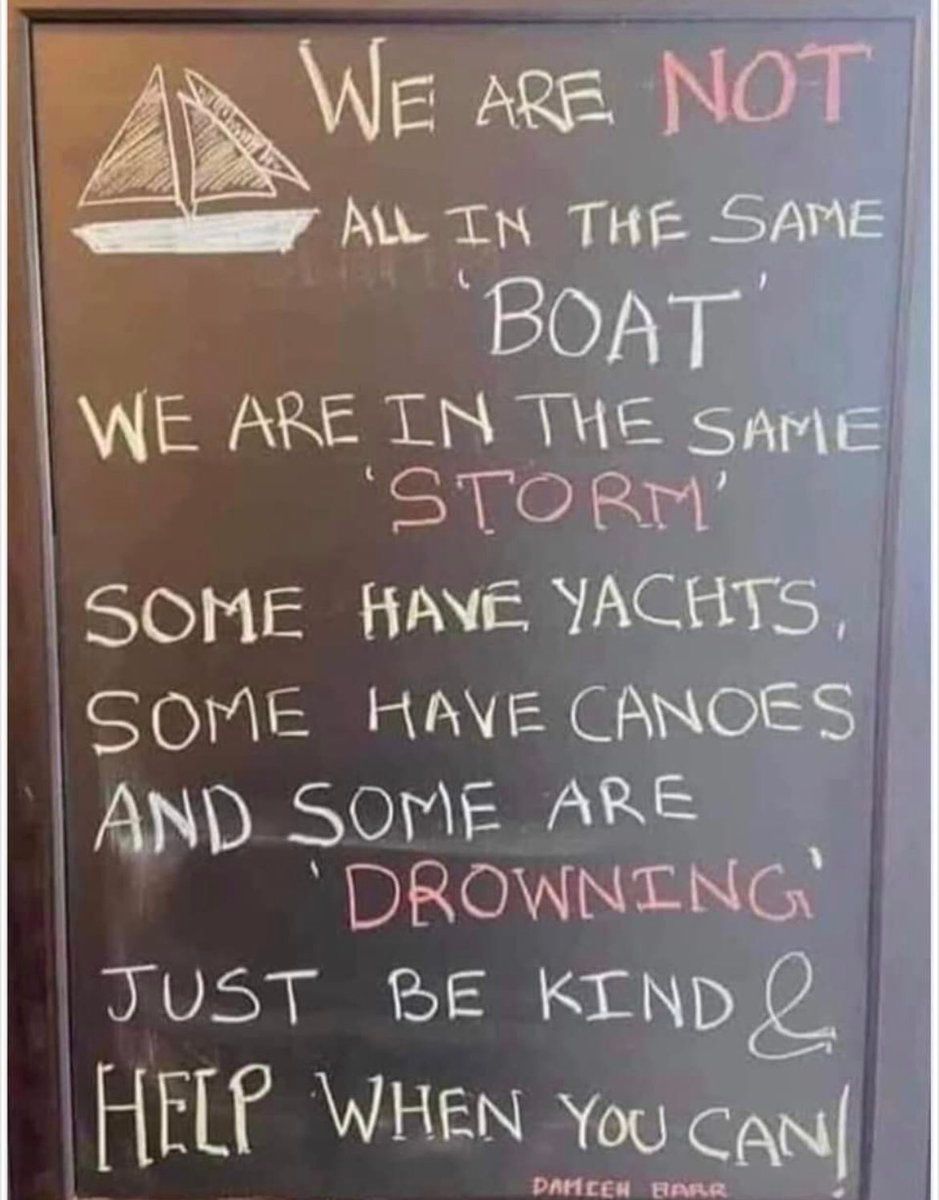 WE ARE NOT
ALL IN THE SAME
'BOAT'
WE ARE IN THE SAME
'STORM'
SOME HAVE YACHTS,
SOME HAVE CANOES
AND SOME ARE
'DROWNING'
JUST BE KIND &
HELP WHEN YOU CAN!
DAMIEN BARR